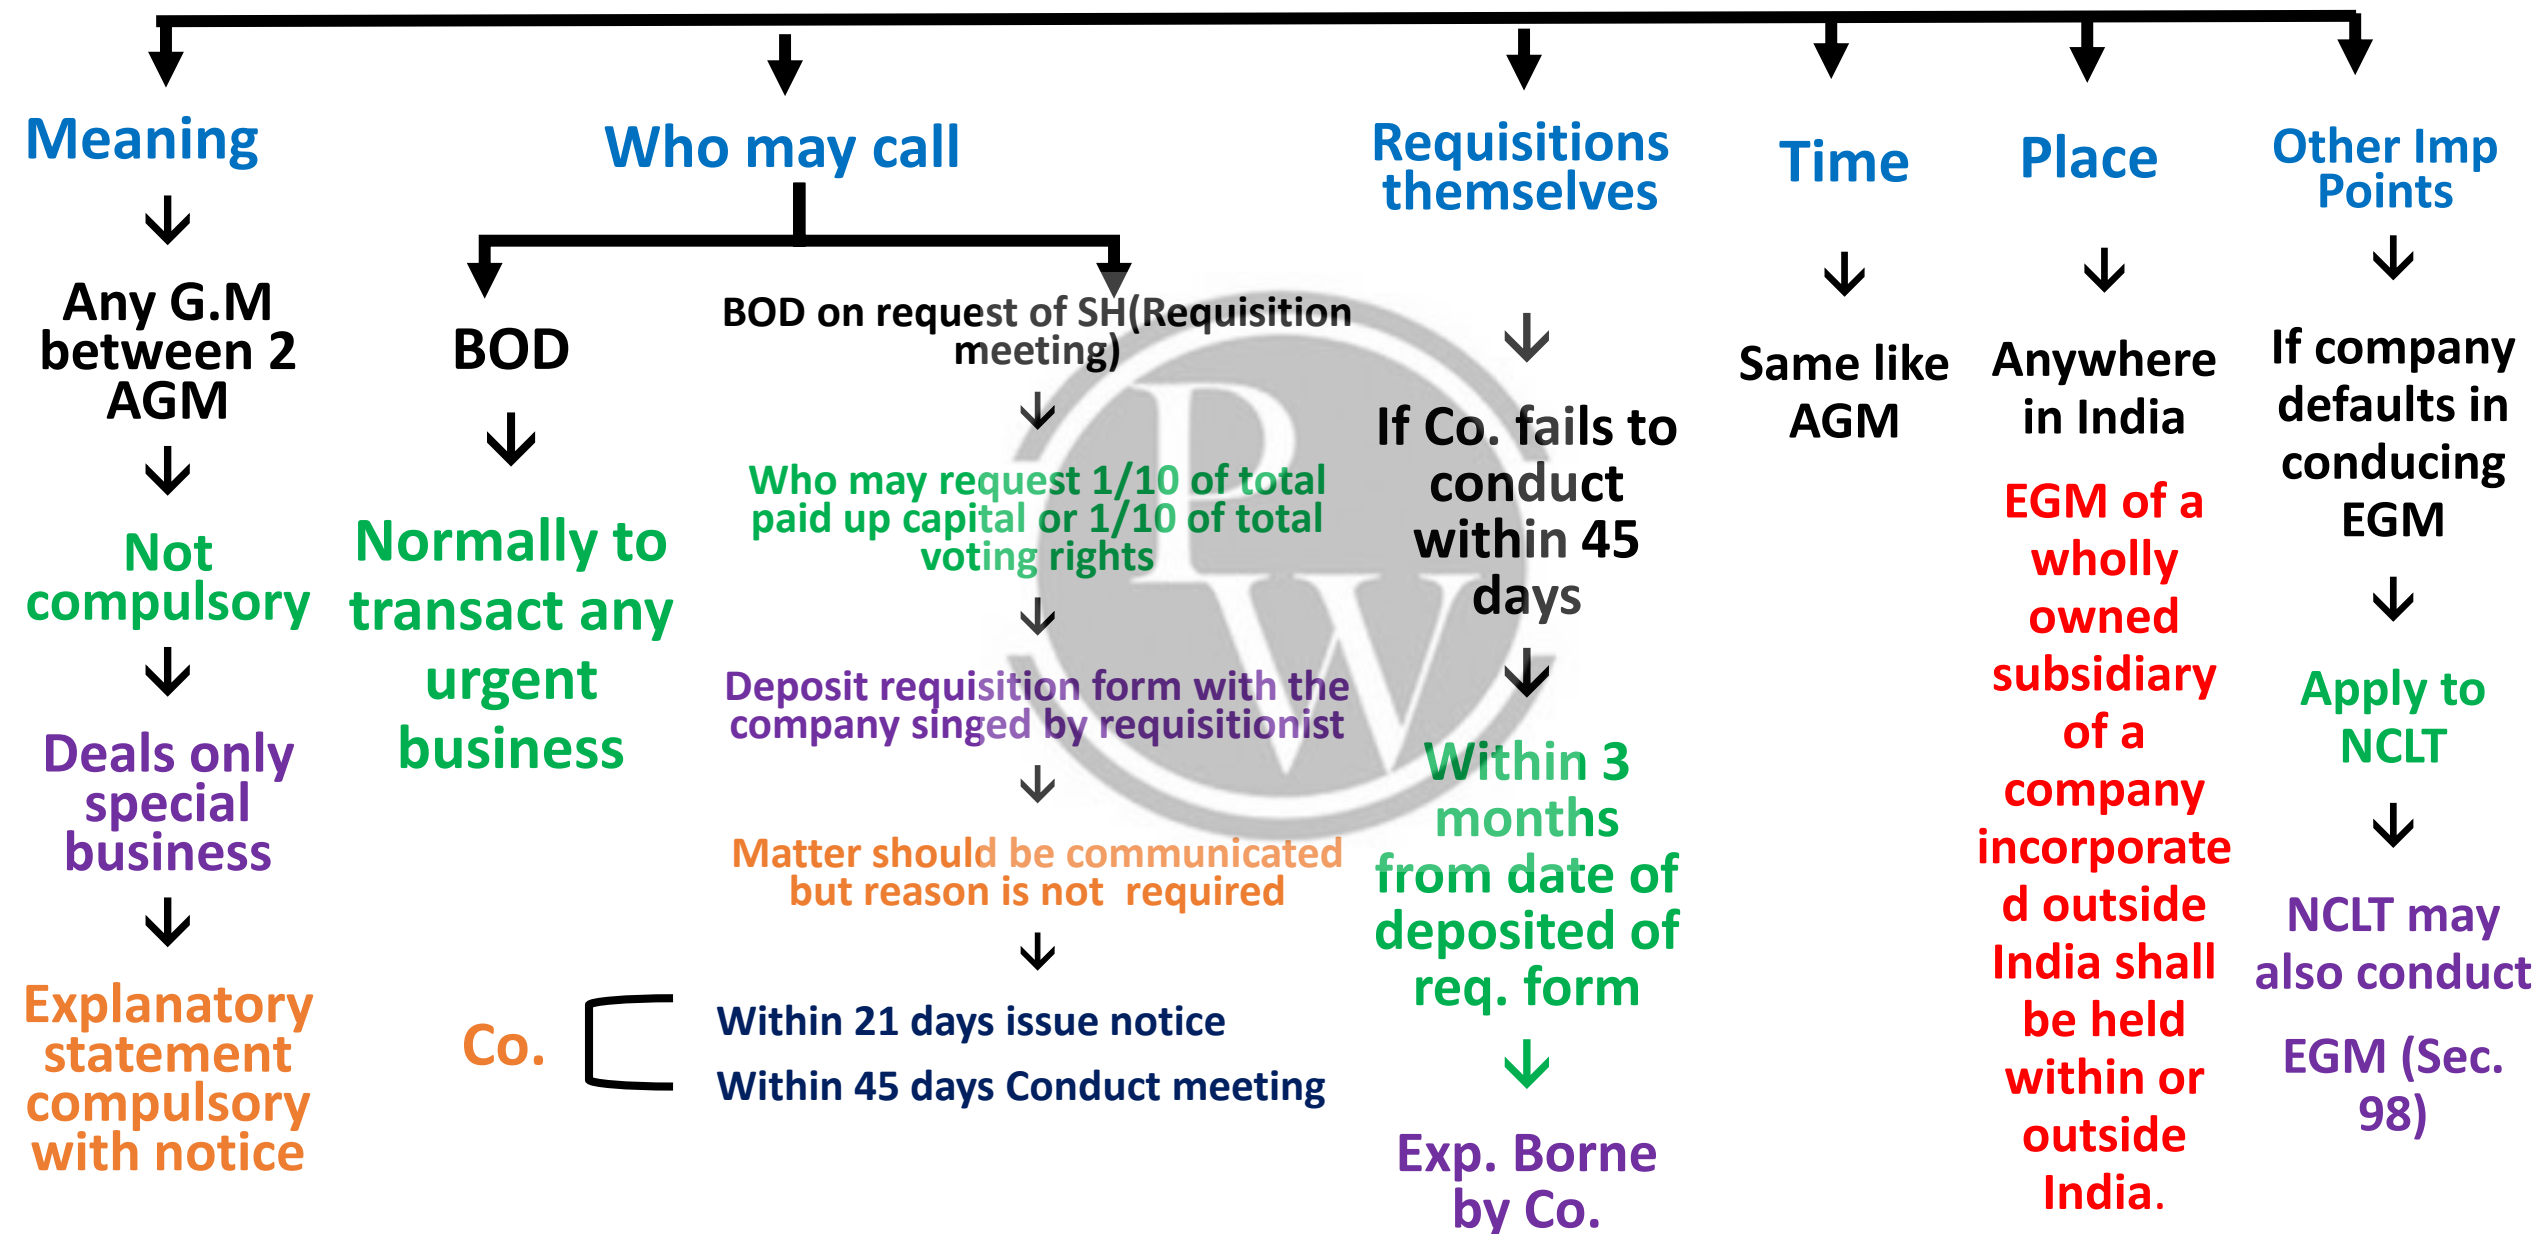 Meaning
Any G.M
between 2
AGM
Not
compulsory
Deals only
special
business
Explanatory
statement
compulsory
with notice
Who may call
BOD
Normally to
transact any
urgent
business
BOD on request of SH(Requisition
meeting)
Who may request 1/10 of total
paid up capital or 1/10 of total
voting rights
Deposit requisition form with the
company singed by requisitionist
Matter should be communicated
but reason is not required
Co.
Within 21 days issue notice
Within 45 days Conduct meeting
Requisitions
themselves
If Co. fails to
conduct
within 45
days
Within 3
months
from date of
deposited of
req. form
Exp. Borne
by Co.
Time
Same like
AGM
Place
Anywhere
in India
EGM of a
wholly
owned
subsidiary
of a
company
incorporate
d outside
India shall
be held
within or
outside
India.
Other Imp
Points
If company
defaults in
conducing
EGM
Apply to
NCLT
NCLT may
also conduct
EGM (Sec.
98)
PW